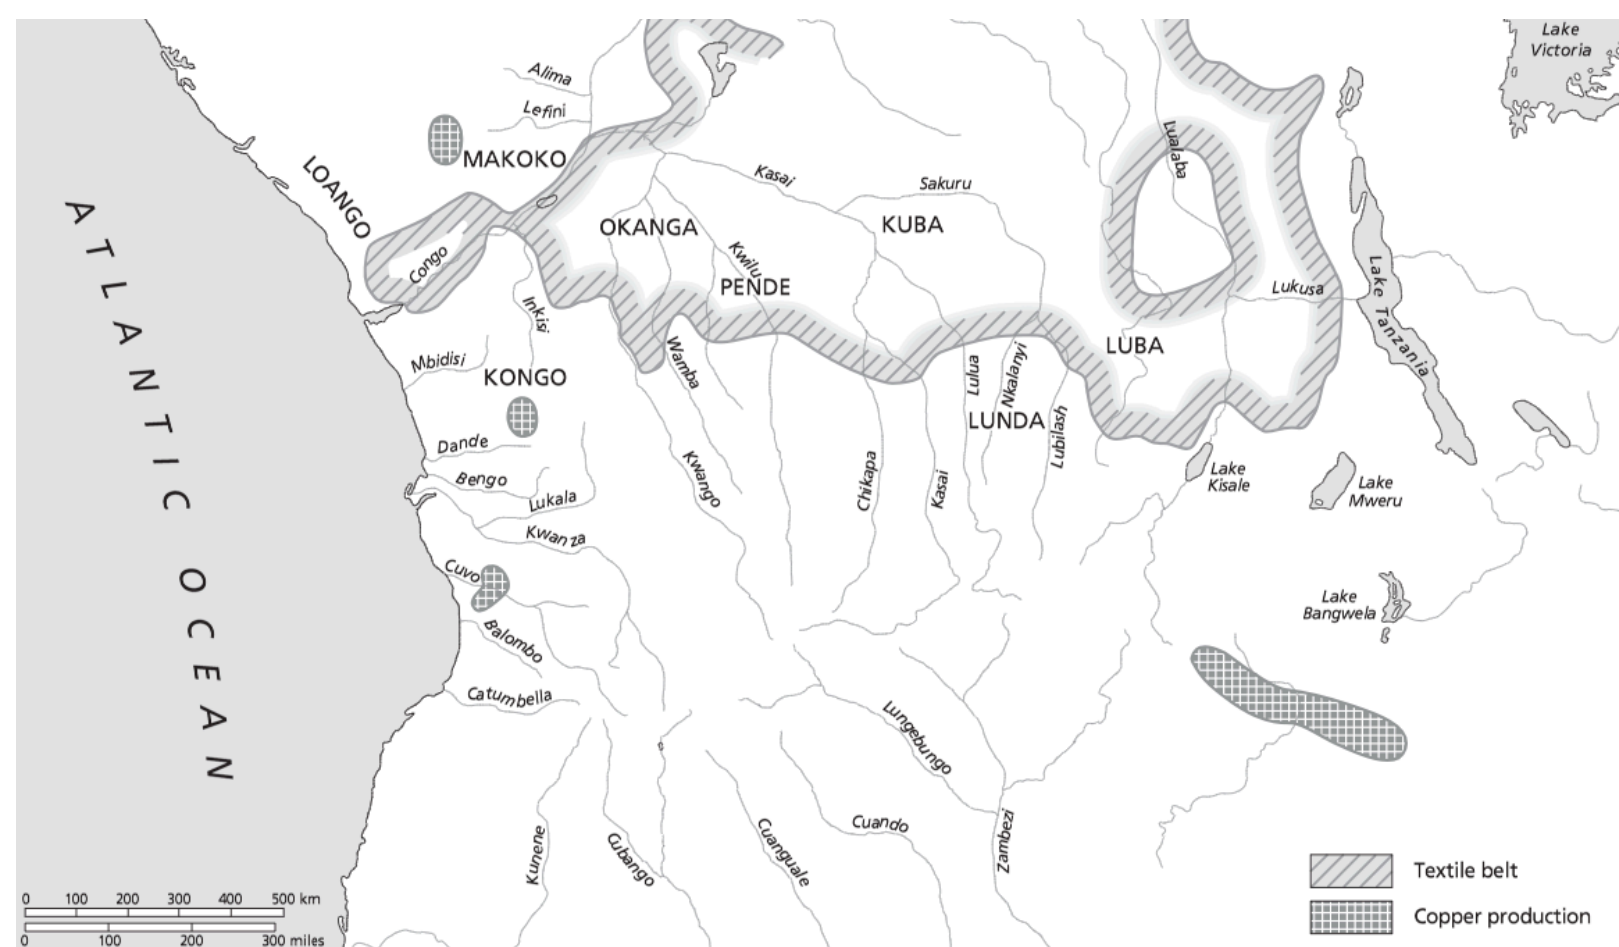 Lake
Victoria
Alima
Lefini
MAKOKO
LOANGO
Lualaba
Kasai
Sakuru
OKANGA
KUBA
Congo
Kwilu
PENDE
Lukusa
Lake Tanzania
ATLANTIC OCEAN
Inkisi
Mbidisi
KONGO
Wamba
LUBA
Lulua
Nkalanyi
LUNDA
Lubilash
Dande
Bengo
Lukala
Kwango
Chikapa
Kasai
Lake
Kisale
Lake
Mweru
Kwanza
Cuvo
Lake
Bangwela
Balombo
Catumbella
Lungebungo
Kunene
Cubango
Cuanguale
Cuando
Zambezi
Textile belt
Copper production
0 100 200 300 400 500 km
0 100 200 300 miles